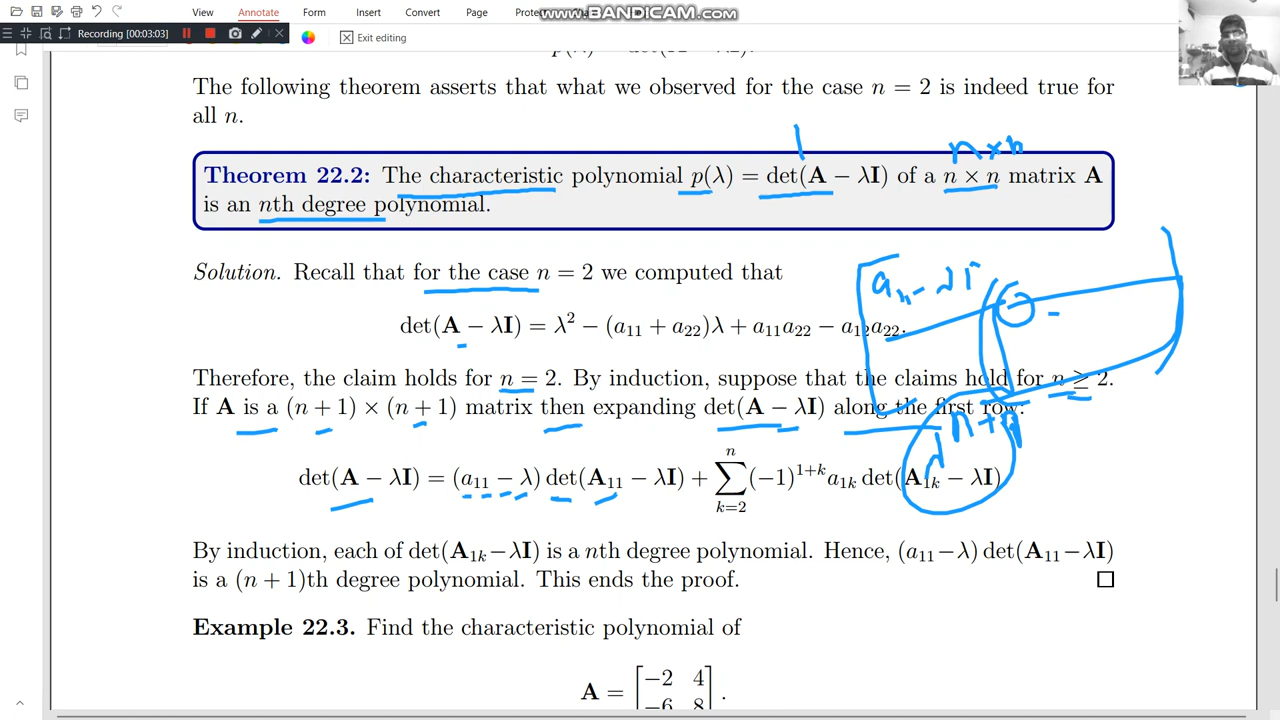 View Annotate Form Insert Convert Page Prote
www.BANDICAM.com
Recording [00:03:03]
Exit editing
The following theorem asserts that what we observed for the case n = 2 is indeed true for
all n.
n × n
Theorem 22.2: The characteristic polynomial p(λ) = det(A − λI) of a n × n matrix A
is an nth degree polynomial.
Solution. Recall that for the case n = 2 we computed that
det(A − λI) = λ² − (a₁₁ + a₂₂)λ + a₁₁a₂₂ − a₁₂a₂₂.
Therefore, the claim holds for n = 2. By induction, suppose that the claims hold for n ≥ 2.
If A is a (n + 1) × (n + 1) matrix then expanding det(A − λI) along the first row:
det(A − λI) = (a₁₁ − λ) det(A₁₁ − λI) + ∑ₖ₌₂ⁿ (−1)¹⁺ᵏa₁ₖ det(A₁ₖ − λI)
By induction, each of det(A₁ₖ−λI) is a nth degree polynomial. Hence, (a₁₁−λ) det(A₁₁−λI)
is a (n + 1)th degree polynomial. This ends the proof. □
Example 22.3. Find the characteristic polynomial of
A = [−2 4
−6 8].